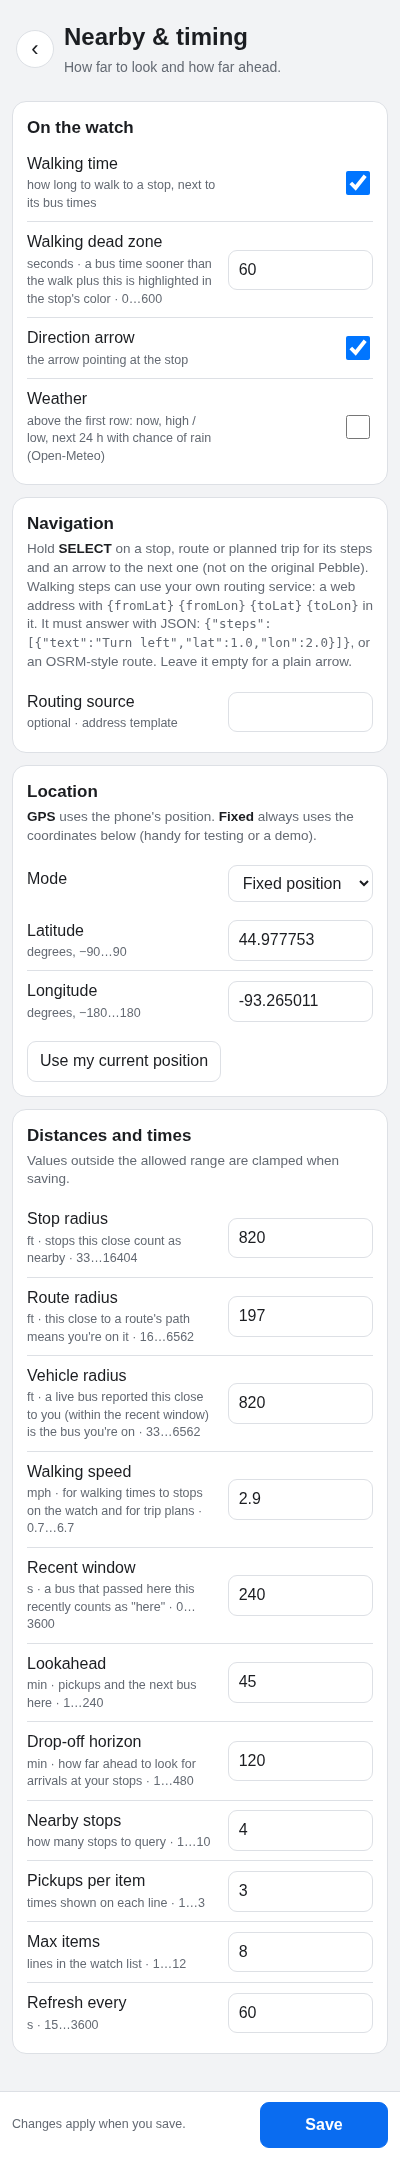 ‹
Nearby & timing
How far to look and how far ahead.
On the watch
Walking time
how long to walk to a stop, next to
its bus times
Walking dead zone
seconds · a bus time sooner than
the walk plus this is highlighted in
the stop's color · 0…600
60
Direction arrow
the arrow pointing at the stop
Weather
above the first row: now, high /
low, next 24 h with chance of rain
(Open-Meteo)
Navigation
Hold SELECT on a stop, route or planned trip for its steps
and an arrow to the next one (not on the original Pebble).
Walking steps can use your own routing service: a web
address with {fromLat} {fromLon} {toLat} {toLon} in
it. It must answer with JSON: {"steps":
[{"text":"Turn left","lat":1.0,"lon":2.0}]}, or
an OSRM-style route. Leave it empty for a plain arrow.
Routing source
optional · address template
Location
GPS uses the phone's position. Fixed always uses the
coordinates below (handy for testing or a demo).
Mode
Fixed position
Latitude
degrees, −90…90
44.977753
Longitude
degrees, −180…180
-93.265011
Use my current position
Distances and times
Values outside the allowed range are clamped when
saving.
Stop radius
ft · stops this close count as
nearby · 33…16404
820
Route radius
ft · this close to a route's path
means you're on it · 16…6562
197
Vehicle radius
ft · a live bus reported this close
to you (within the recent window)
is the bus you're on · 33…6562
820
Walking speed
mph · for walking times to stops
on the watch and for trip plans ·
0.7…6.7
2.9
Recent window
s · a bus that passed here this
recently counts as "here" · 0…
3600
240
Lookahead
min · pickups and the next bus
here · 1…240
45
Drop-off horizon
min · how far ahead to look for
arrivals at your stops · 1…480
120
Nearby stops
how many stops to query · 1…10
4
Pickups per item
times shown on each line · 1…3
3
Max items
lines in the watch list · 1…12
8
Refresh every
s · 15…3600
60
Changes apply when you save.
Save